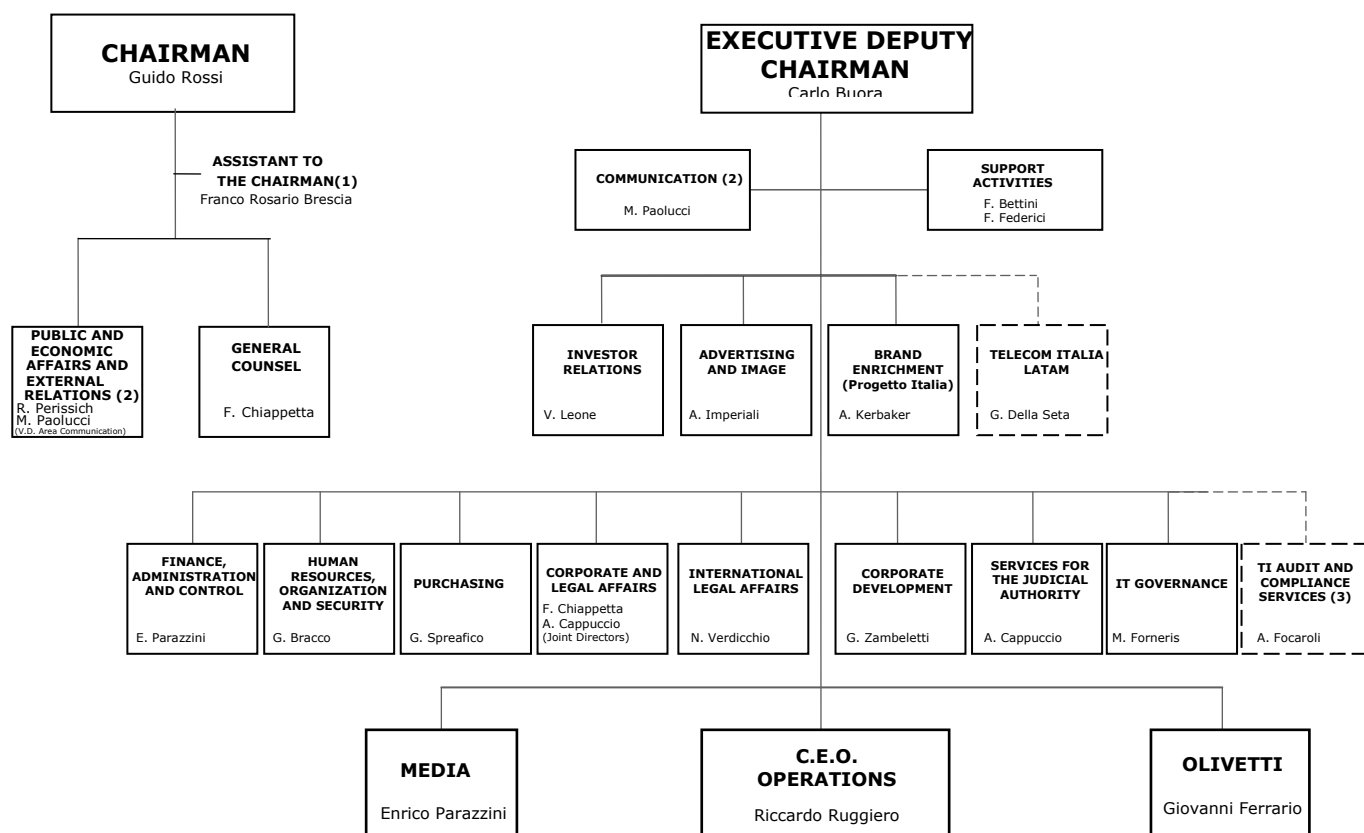 CHAIRMAN
Guido Rossi
EXECUTIVE DEPUTY
CHAIRMAN
Carlo Buora
ASSISTANT TO
THE CHAIRMAN(1)
Franco Rosario Brescia
COMMUNICATION (2)
M. Paolucci
SUPPORT
ACTIVITIES
F. Bettini
F. Federici
PUBLIC AND
ECONOMIC
AFFAIRS AND
EXTERNAL
RELATIONS (2)
R. Perissich
M. Paolucci
(V.D. Area Communication)
GENERAL
COUNSEL
F. Chiappetta
INVESTOR
RELATIONS
V. Leone
ADVERTISING
AND IMAGE
A. Imperiali
BRAND
ENRICHMENT
(Progetto Italia)
A. Kerbaker
TELECOM ITALIA
LATAM
G. Della Seta
FINANCE,
ADMINISTRATION
AND CONTROL
E. Parazzini
HUMAN
RESOURCES,
ORGANIZATION
AND SECURITY
G. Bracco
PURCHASING
G. Spreafico
CORPORATE AND
LEGAL AFFAIRS
F. Chiappetta
A. Cappuccio
(Joint Directors)
INTERNATIONAL
LEGAL AFFAIRS
N. Verdicchio
CORPORATE
DEVELOPMENT
G. Zambeletti
SERVICES FOR
THE JUDICIAL
AUTHORITY
A. Cappuccio
IT GOVERNANCE
M. Forneris
TI AUDIT AND
COMPLIANCE
SERVICES (3)
A. Focaroli
MEDIA
Enrico Parazzini
C.E.O.
OPERATIONS
Riccardo Ruggiero
OLIVETTI
Giovanni Ferrario